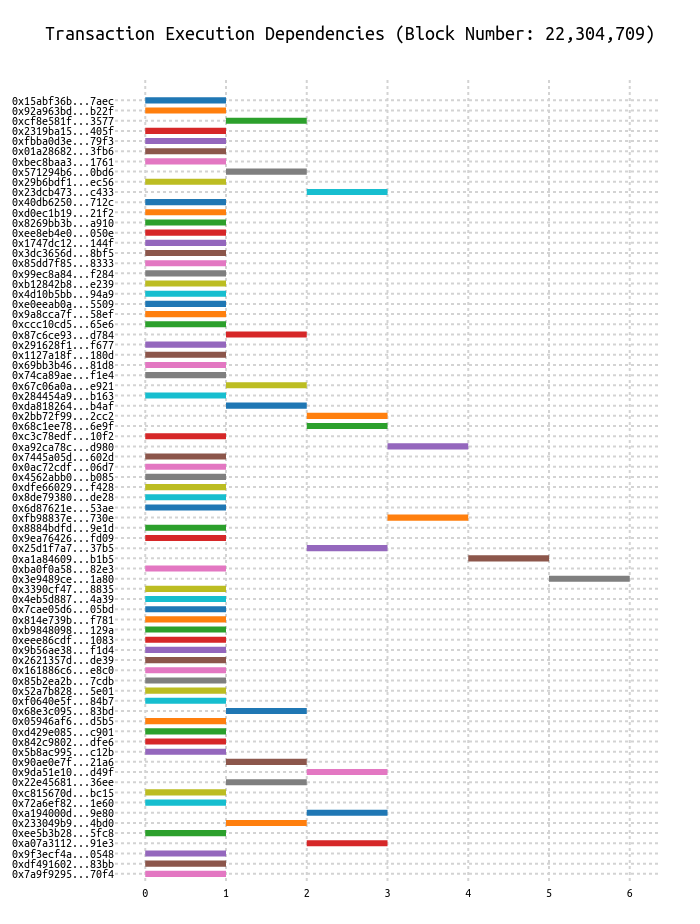 Transaction Execution Dependencies (Block Number: 22,304,709)
0x15abf36b...7aec
0x92a963bd...b22f
0xcf8e581f...3577
0x2319ba15...405f
0xfbba0d3e...79f3
0x01a28682...3fb6
0xbec8baa3...1761
0x571294b6...0bd6
0x29b6bdf1...ec56
0x23dcb473...c433
0x40db6250...712c
0xd0ec1b19...21f2
0x8269bb3b...a910
0xee8eb4e0...050e
0x1747dc12...144f
0x3dc3656d...8bf5
0x85dd7f85...8333
0x99ec8a84...f284
0xb12842b8...e239
0x4d10b5bb...94a9
0xe0eeab0a...5509
0x9a8cca7f...58ef
0xccc10cd5...65e6
0x87c6ce93...d784
0x291628f1...f677
0x1127a18f...180d
0x69bb3b46...81d8
0x74ca89ae...f1e4
0x67c06a0a...e921
0x284454a9...b163
0xda818264...b4af
0x2bb72f99...2cc2
0x68c1ee78...6e9f
0xc3c78edf...10f2
0xa92ca78c...d980
0x7445a05d...602d
0x0ac72cdf...06d7
0x4562abb0...b085
0xdfe66029...f428
0x8de79380...de28
0x6d87621e...53ae
0xfb98837e...730e
0x8884bdfd...9e1d
0x9ea76426...fd09
0x25d1f7a7...37b5
0xa1a84609...b1b5
0xba0f0a58...82e3
0x3e9489ce...1a80
0x3390cf47...8835
0x4eb5d887...4a39
0x7cae05d6...05bd
0x814e739b...f781
0xb9848098...129a
0xeee86cdf...1083
0x9b56ae38...f1d4
0x2621357d...de39
0x161886c6...e8c0
0x85b2ea2b...7cdb
0x52a7b828...5e01
0xf0640e5f...84b7
0x68e3c095...83bd
0x05946af6...d5b5
0xd429e085...c901
0x842c9802...dfe6
0x5b8ac995...c12b
0x90ae0e7f...21a6
0x9da51e10...d49f
0x22e45681...36ee
0xc815670d...bc15
0x72a6ef82...1e60
0xa194000d...9e80
0x233049b9...4bd0
0xee5b3b28...5fc8
0xa07a3112...91e3
0x9f3ecf4a...0548
0xdf491602...83bb
0x7a9f9295...70f4
0 1 2 3 4 5 6